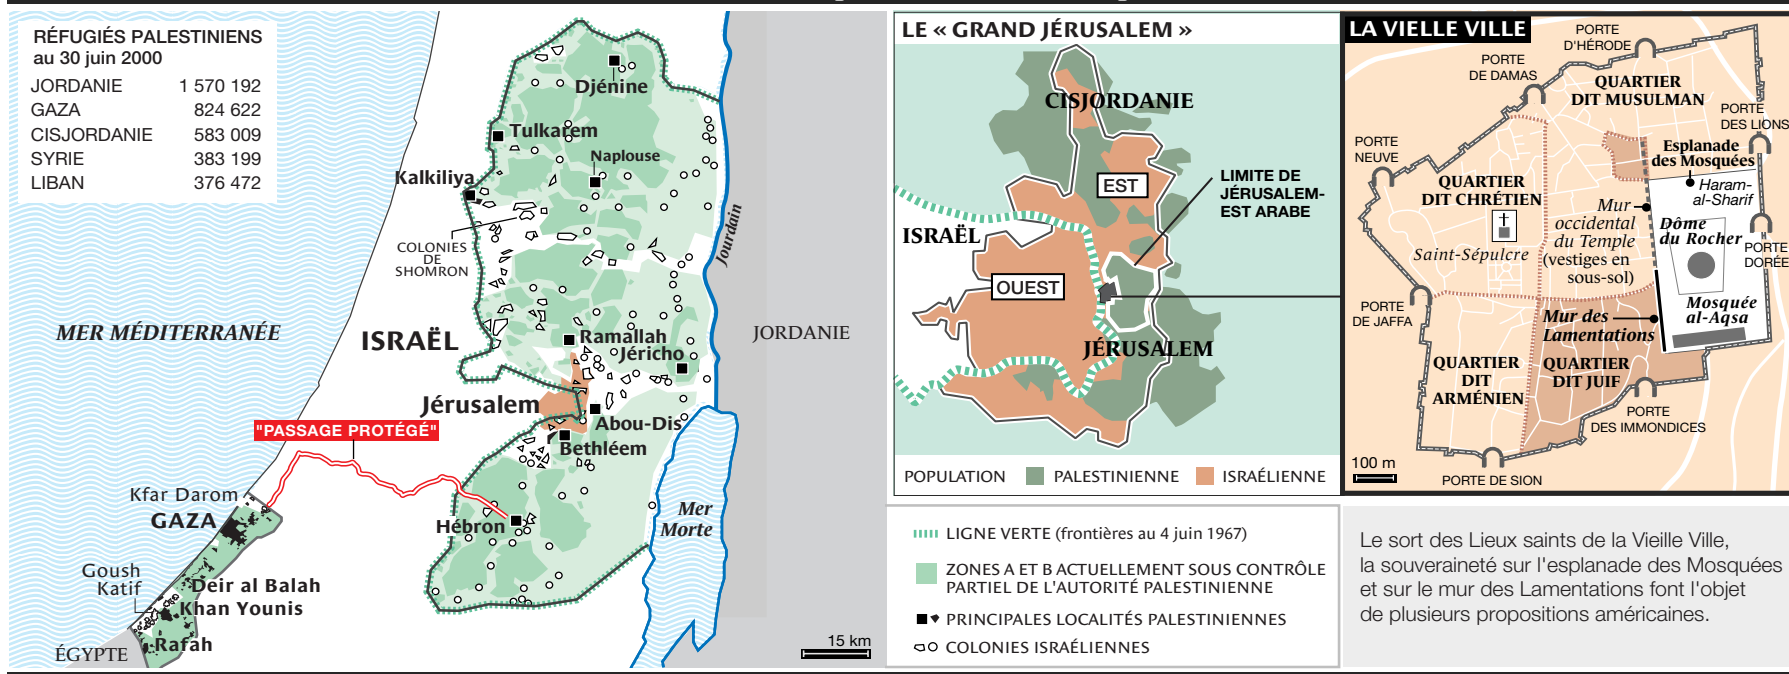 RÉFUGIÉS PALESTINIENS
au 30 juin 2000
JORDANIE 1 570 192
GAZA 824 622
CISJORDANIE 583 009
SYRIE 383 199
LIBAN 376 472
Djénine
Tulkarem
Naplouse
Kalkiliya
COLONIES
DE
SHOMRON
Jourdain
MER MÉDITERRANÉE
ISRAËL
Ramallah
Jéricho
JORDANIE
Jérusalem
Abou-Dis
"PASSAGE PROTÉGÉ"
Bethléem
Kfar Darom
GAZA
Hébron
Mer
Morte
Goush
Katif
Deir al Balah
Khan Younis
Rafah
ÉGYPTE
15 km
LE « GRAND JÉRUSALEM »
CISJORDANIE
EST
LIMITE DE
JÉRUSALEM-
EST ARABE
ISRAËL
OUEST
JÉRUSALEM
POPULATION PALESTINIENNE ISRAÉLIENNE
LIGNE VERTE (frontières au 4 juin 1967)
ZONES A ET B ACTUELLEMENT SOUS CONTRÔLE
PARTIEL DE L'AUTORITÉ PALESTINIENNE
PRINCIPALES LOCALITÉS PALESTINIENNES
COLONIES ISRAÉLIENNES
LA VIELLE VILLE
PORTE
D'HÉRODE
PORTE
DE DAMAS
QUARTIER
DIT MUSULMAN
PORTE
DES LIONS
PORTE
NEUVE
Esplanade
des Mosquées
QUARTIER
DIT CHRÉTIEN
Haram-
al-Sharif
Mur
occidental
du Temple
(vestiges en
sous-sol)
Dôme
du Rocher
Saint-Sépulcre
PORTE
DORÉE
PORTE
DE JAFFA
Mur des
Lamentations
Mosquée
al-Aqsa
QUARTIER
DIT
ARMÉNIEN
QUARTIER
DIT JUIF
PORTE
DES IMMONDICES
100 m
PORTE DE SION
Le sort des Lieux saints de la Vieille Ville,
la souveraineté sur l'esplanade des Mosquées
et sur le mur des Lamentations font l'objet
de plusieurs propositions américaines.